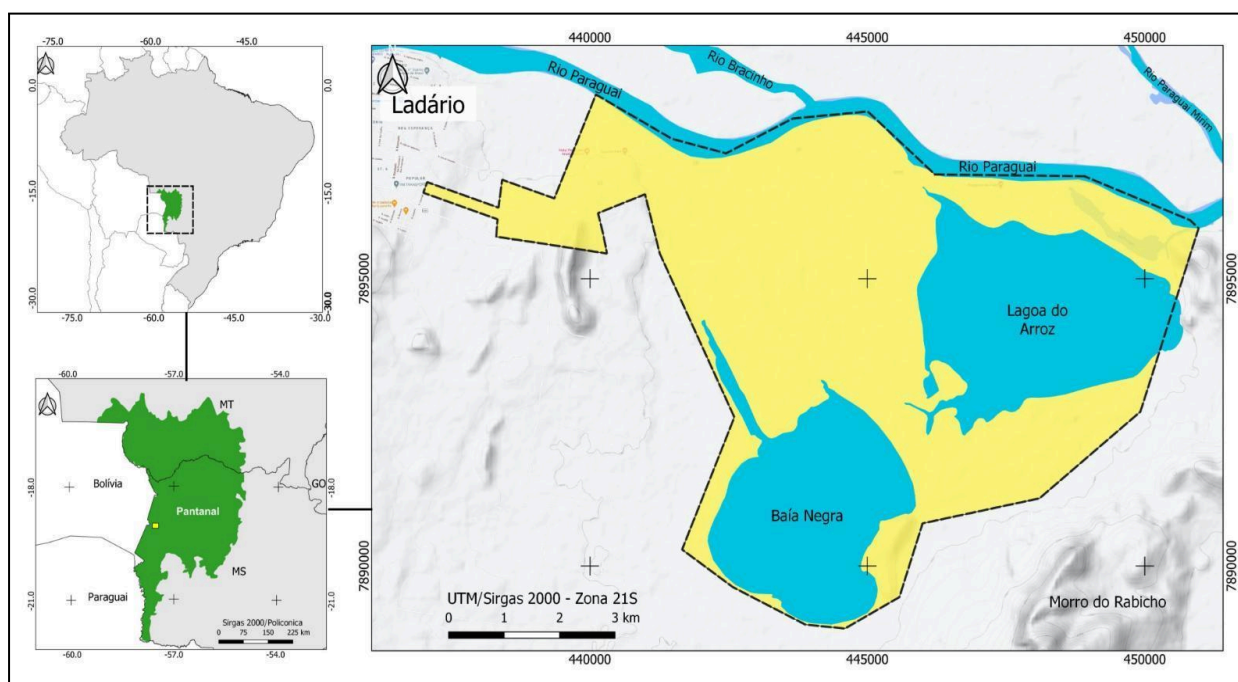 -75.0
-60.0
-45.0
0.0
0.0
-15.0
-15.0
-30.0
-30.0
-75.0
-60.0
-45.0
-30.0
-60.0
-57.0
-54.0
MT
Bolívia
GO
-18.0
-18.0
Pantanal
MS
Paraguai
-21.0
-21.0
Sirgas 2000/Policonica
0 75 150 225 km
-60.0
-57.0
-54.0
440000
445000
450000
Rio Paraguai
Rio Bracinho
Rio Paraguai Mirim
Ladário
Rio Paraguai
7895000
7895000
Lagoa do
Arroz
Baía Negra
7890000
7890000
UTM/Sirgas 2000 - Zona 21S
0 1 2 3 km
Morro do Rabicho
440000
445000
450000